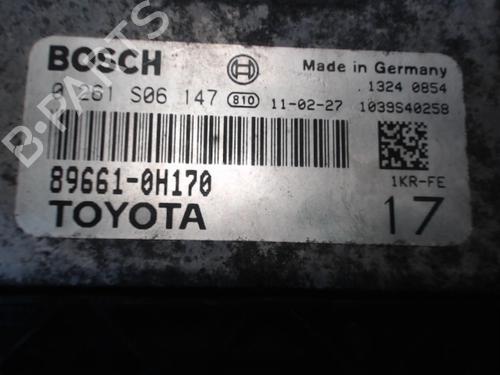 BOSCH
Made in Germany
0 261 S06 147 810 11-02-27
.1324 0854
1039S40258
89661-0H170
TOYOTA
1KR-FE
17
B-PARTS